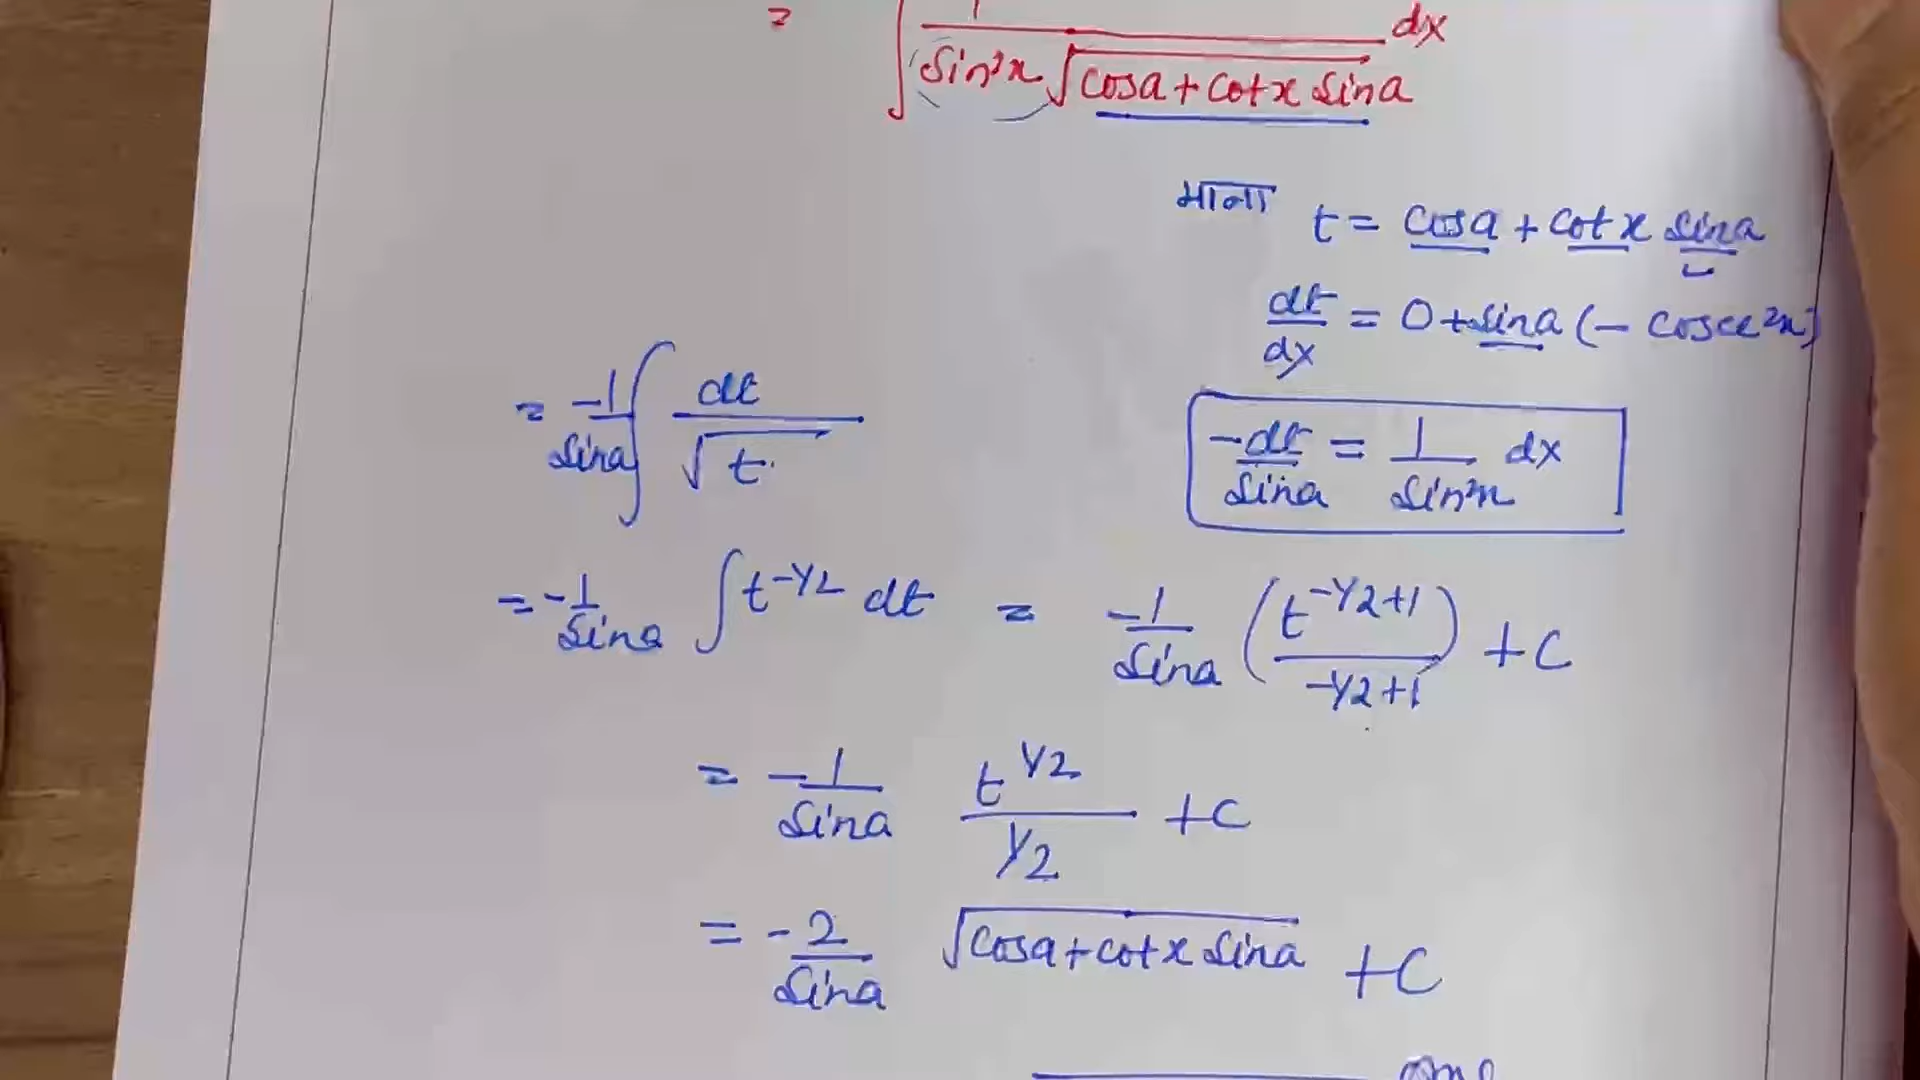 = ∫ 1 / (sin²x √(cosa + cotx sina)) dx
माना t = cosa + cotx sina
dt/dx = 0 + sina (- cosec²x)
= -1/sina ∫ dt/√t
-dt/sina = 1/sin²x dx
= -1/sina ∫ t^(-1/2) dt = -1/sina (t^(-1/2+1) / (-1/2+1)) + C
= -1/sina t^(1/2) / (1/2) + C
= -2/sina √(cosa + cotx sina) + C